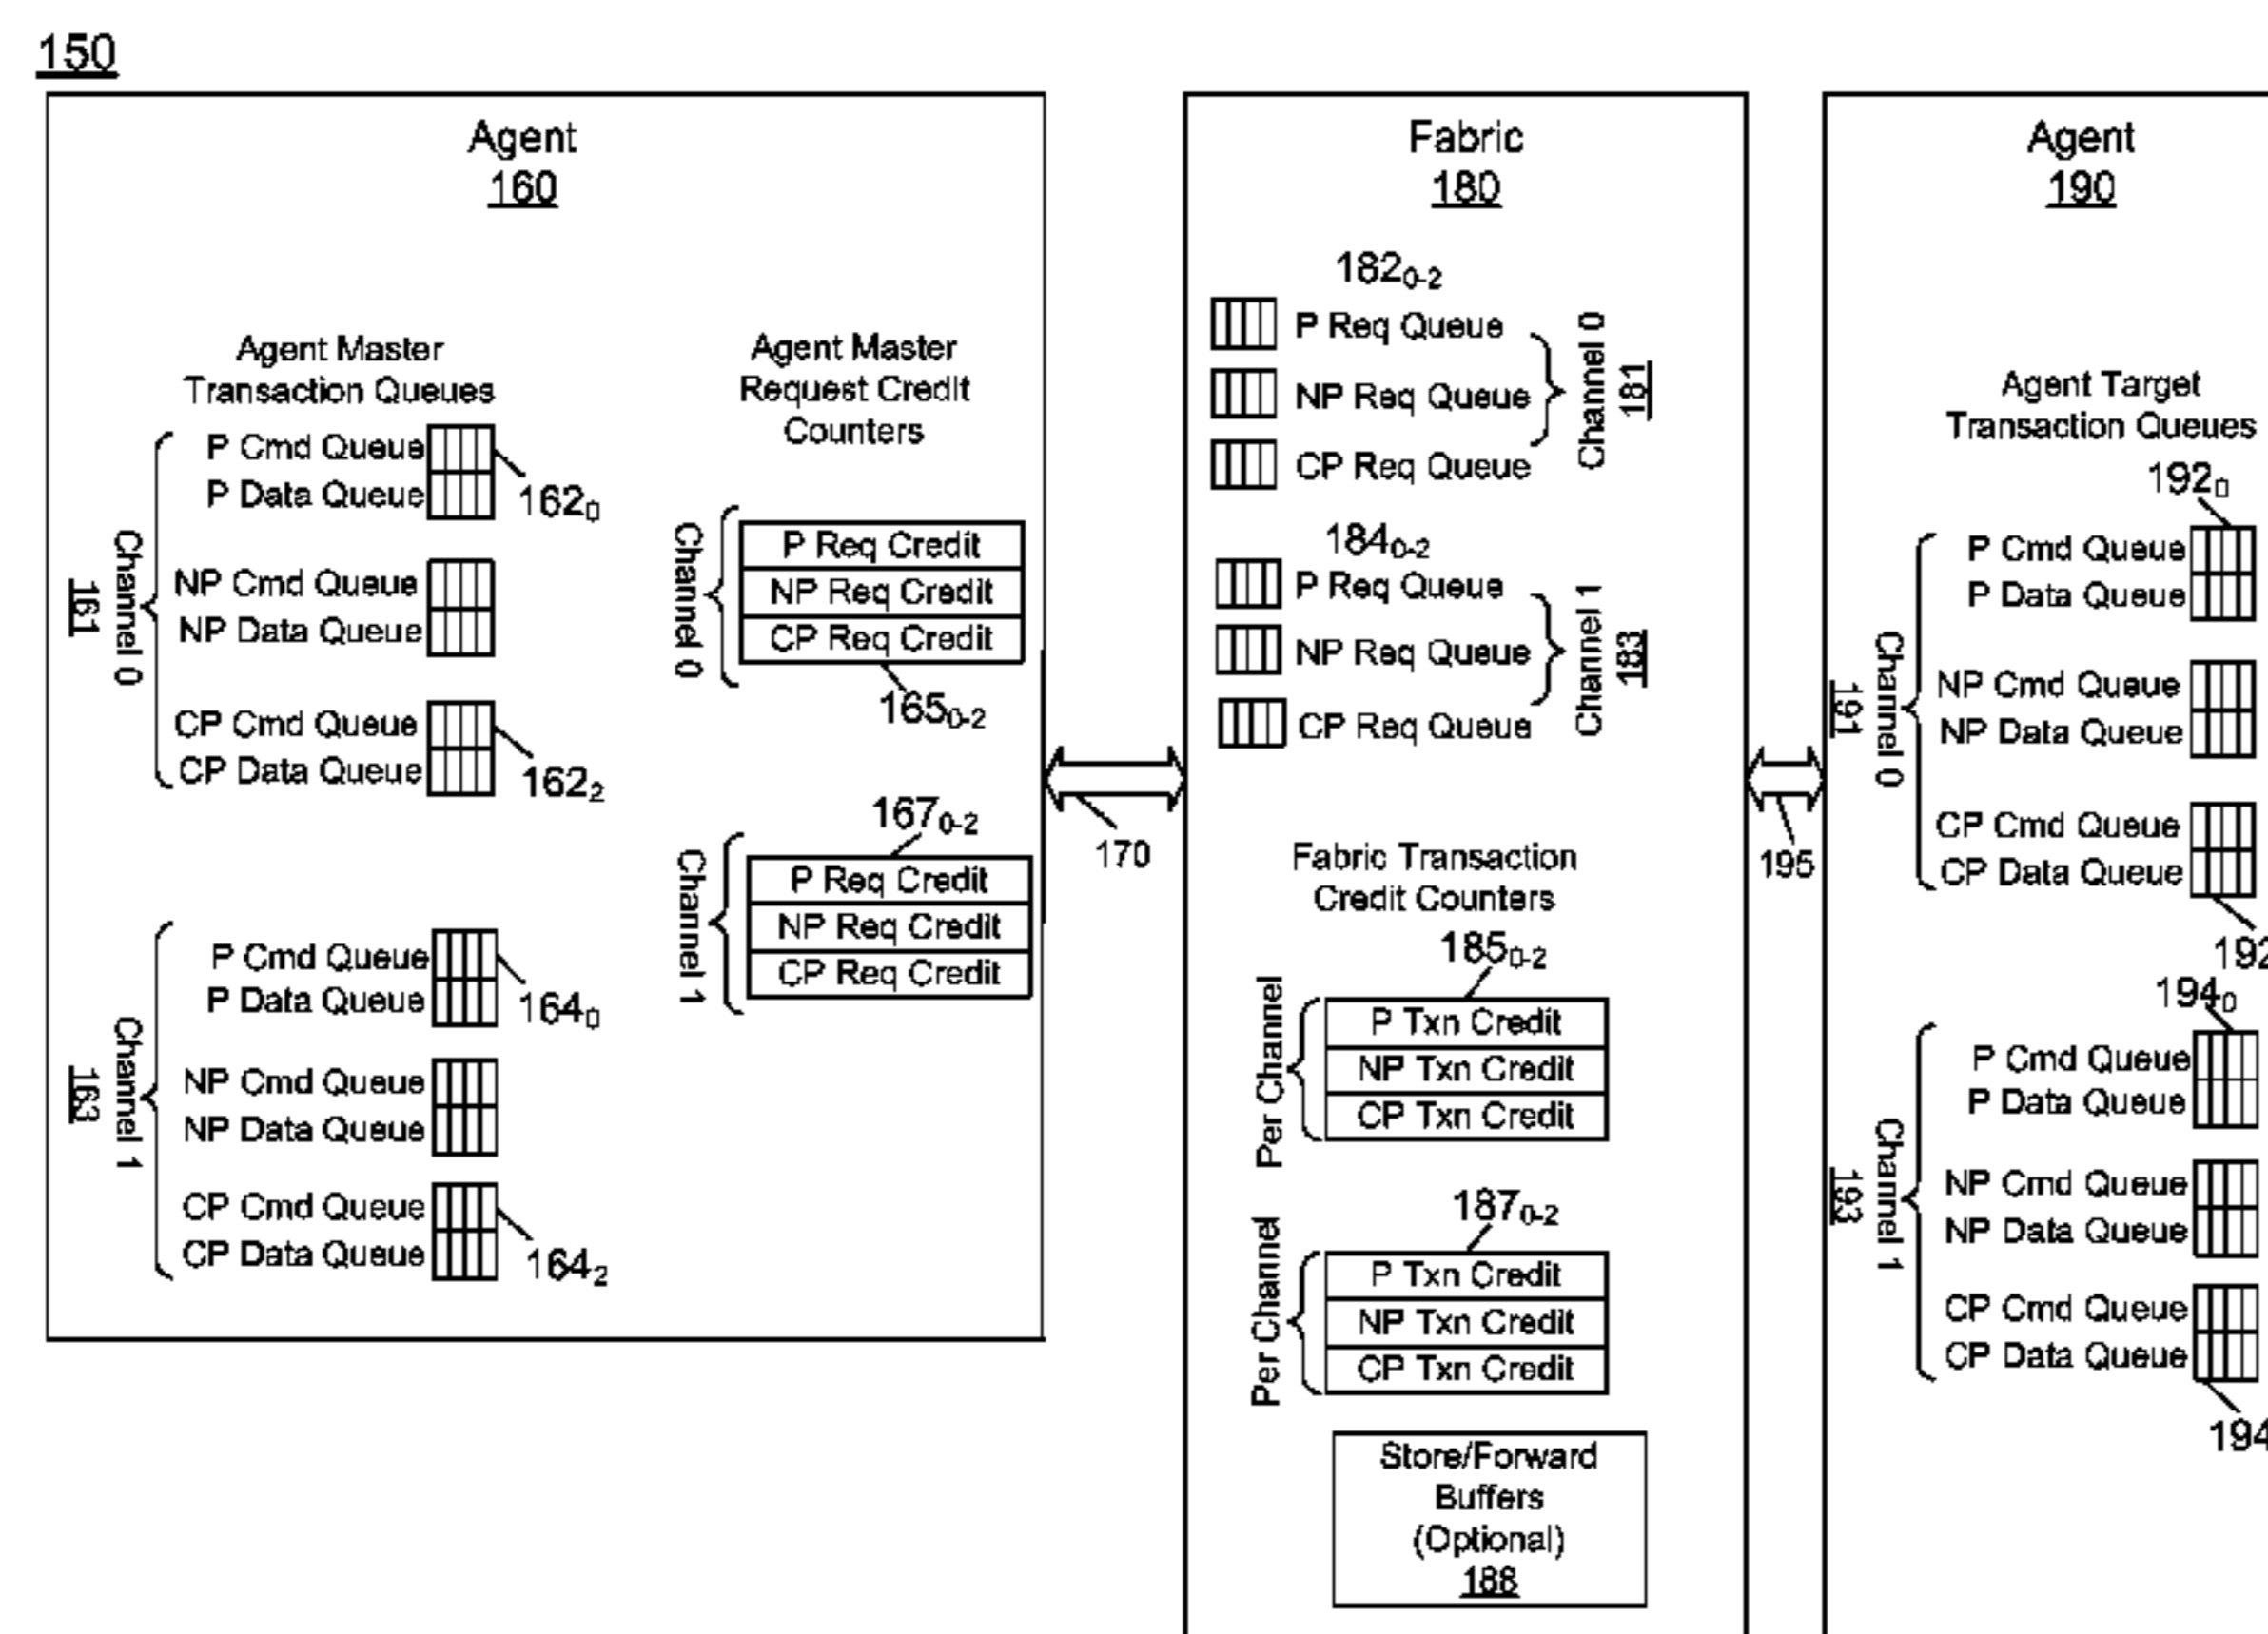 150
Agent
160
Agent Master
Transaction Queues
Channel 0
161
P Cmd Queue
P Data Queue
162₀
NP Cmd Queue
NP Data Queue
CP Cmd Queue
CP Data Queue
162₂
Channel 1
163
P Cmd Queue
P Data Queue
164₀
NP Cmd Queue
NP Data Queue
CP Cmd Queue
CP Data Queue
164₂
Agent Master
Request Credit
Counters
Channel 0
P Req Credit
NP Req Credit
CP Req Credit
165₀₋₂
167₀₋₂
Channel 1
P Req Credit
NP Req Credit
CP Req Credit
170
Fabric
180
182₀₋₂
P Req Queue
NP Req Queue
CP Req Queue
Channel 0
181
184₀₋₂
P Req Queue
NP Req Queue
CP Req Queue
Channel 1
183
Fabric Transaction
Credit Counters
185₀₋₂
Per Channel
P Txn Credit
NP Txn Credit
CP Txn Credit
187₀₋₂
Per Channel
P Txn Credit
NP Txn Credit
CP Txn Credit
Store/Forward
Buffers
(Optional)
188
195
Agent
190
Agent Target
Transaction Queues
192₀
Channel 0
191
P Cmd Queue
P Data Queue
NP Cmd Queue
NP Data Queue
CP Cmd Queue
CP Data Queue
192
194₀
Channel 1
193
P Cmd Queue
P Data Queue
NP Cmd Queue
NP Data Queue
CP Cmd Queue
CP Data Queue
194